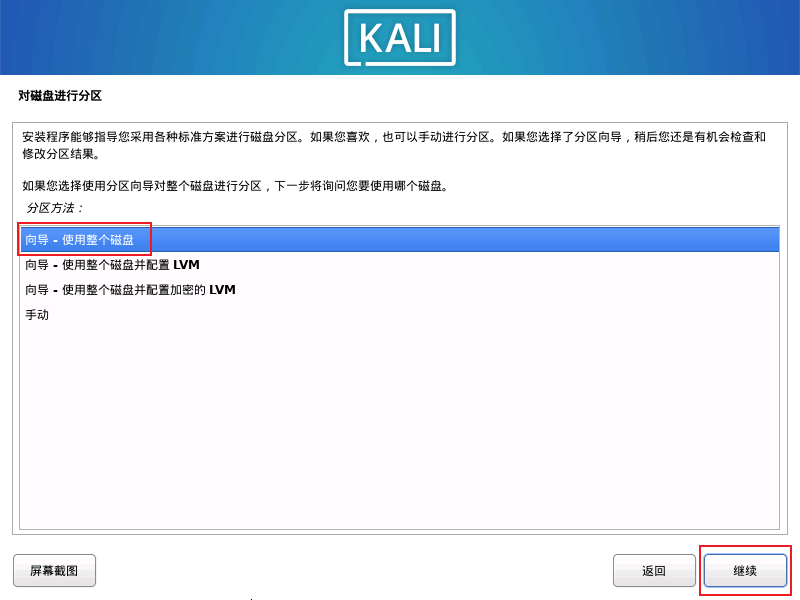 KALI
对磁盘进行分区
安装程序能够指导您采用各种标准方案进行磁盘分区。如果您喜欢，也可以手动进行分区。如果您选择了分区向导，稍后您还是有机会检查和
修改分区结果。
如果您选择使用分区向导对整个磁盘进行分区，下一步将询问您要使用哪个磁盘。
分区方法：
向导 - 使用整个磁盘
向导 - 使用整个磁盘并配置 LVM
向导 - 使用整个磁盘并配置加密的 LVM
手动
屏幕截图
返回
继续